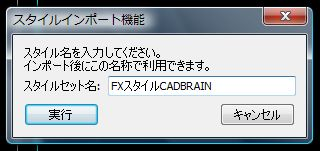 スタイルインポート機能
スタイル名を入力してください。
インポート後にこの名称で利用できます。
スタイルセット名: FXスタイルCADBRAIN
実行 キャンセル